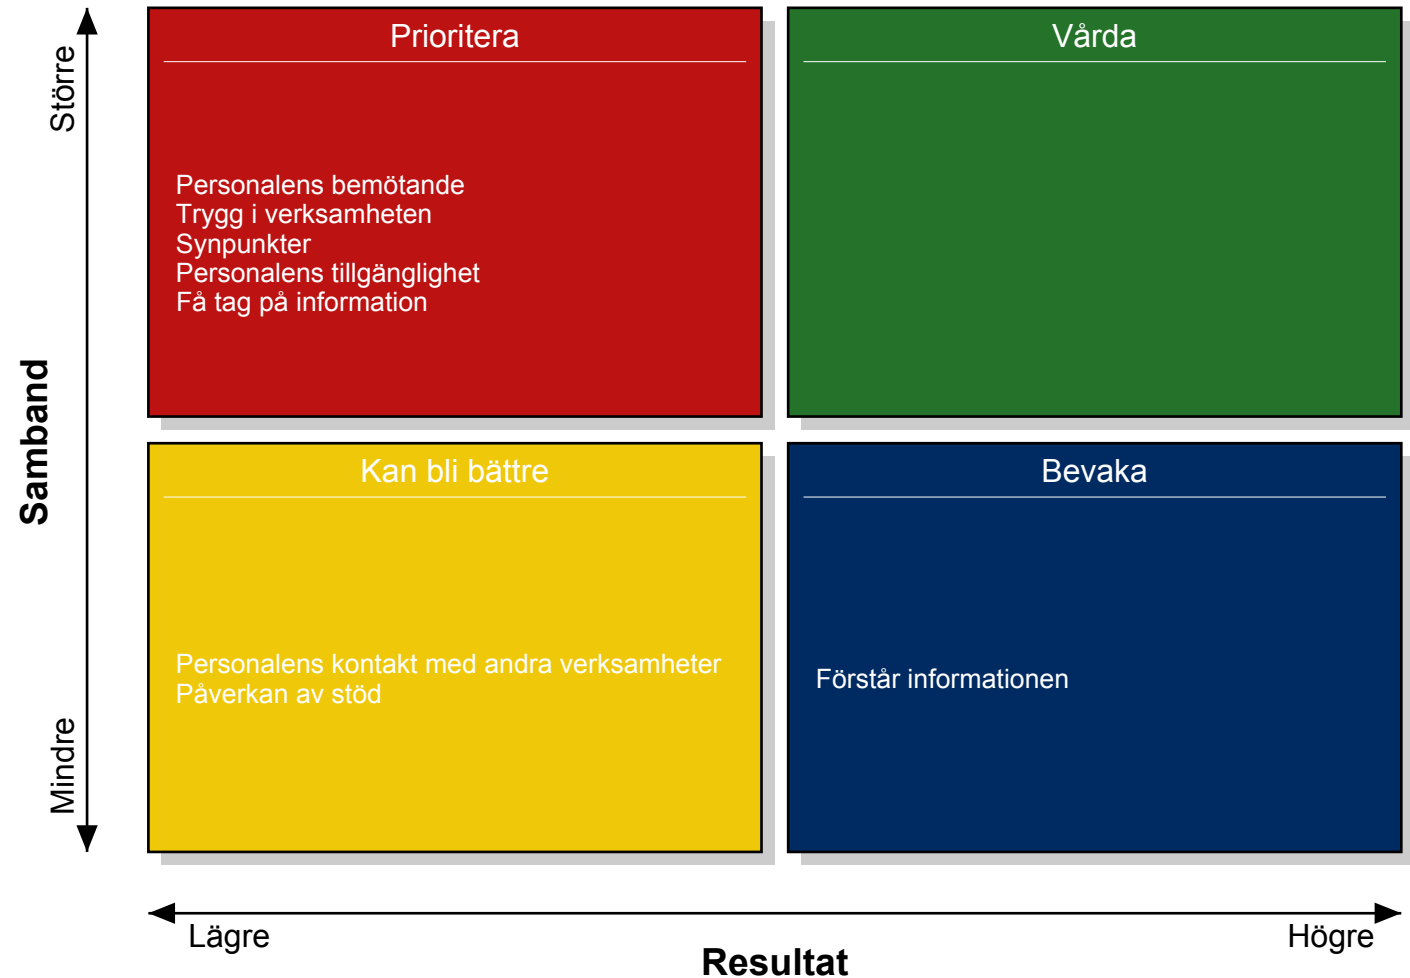 Större
Mindre
Samband
Prioritera
Personalens bemötande
Trygg i verksamheten
Synpunkter
Personalens tillgänglighet
Få tag på information
Vårda
Kan bli bättre
Personalens kontakt med andra verksamheter
Påverkan av stöd
Bevaka
Förstår informationen
Lägre
Högre
Resultat